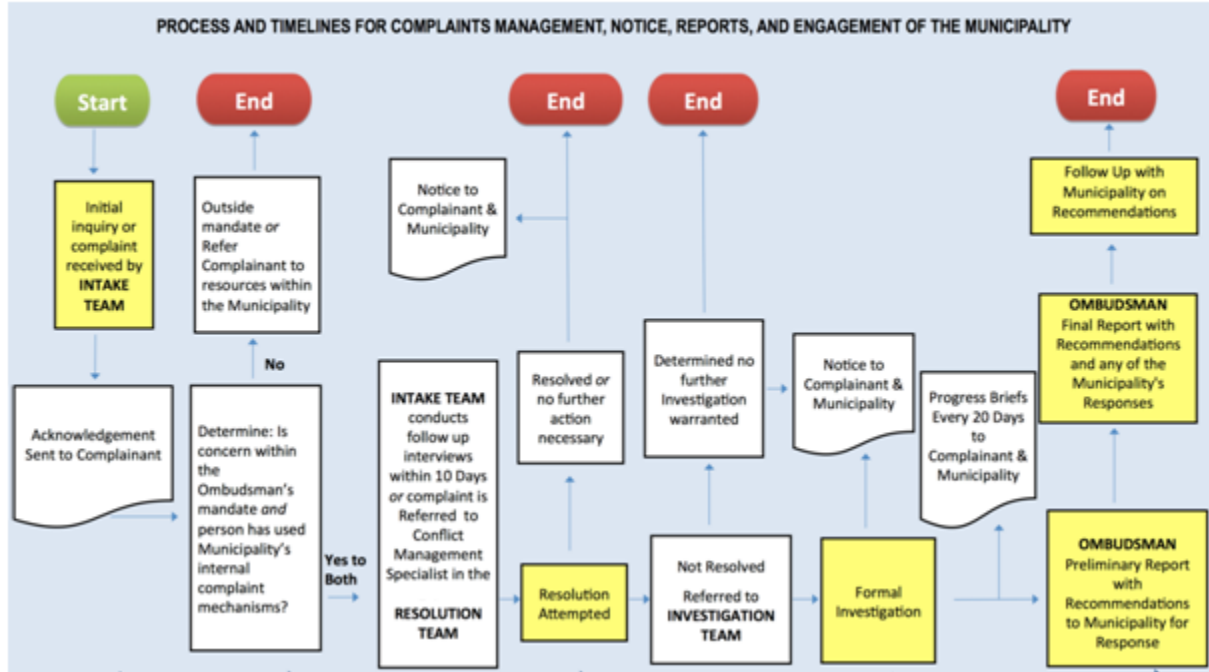 PROCESS AND TIMELINES FOR COMPLAINTS MANAGEMENT, NOTICE, REPORTS, AND ENGAGEMENT OF THE MUNICIPALITY
Start
End
End
End
End
Initial
inquiry or
complaint
received by
INTAKE
TEAM
Acknowledgement
Sent to Complainant
Outside
mandate or
Refer
Complainant to
resources within
the Municipality
No
Determine: Is
concern within
the
Ombudsman's
mandate and
person has used
Municipality's
internal
complaint
mechanisms?
Yes to
Both
INTAKE TEAM
conducts
follow up
interviews
within 10 Days
or complaint is
Referred to
Conflict
Management
Specialist in the
RESOLUTION
TEAM
Notice to
Complainant &
Municipality
Resolved or
no further
action
necessary
Resolution
Attempted
Determined no
further
Investigation
warranted
Not Resolved
Referred to
INVESTIGATION
TEAM
Notice to
Complainant &
Municipality
Formal
Investigation
Progress Briefs
Every 20 Days
to
Complainant &
Municipality
Follow Up with
Municipality on
Recommendations
OMBUDSMAN
Final Report with
Recommendations
and any of the
Municipality's
Responses
OMBUDSMAN
Preliminary Report
with
Recommendations
to Municipality for
Response